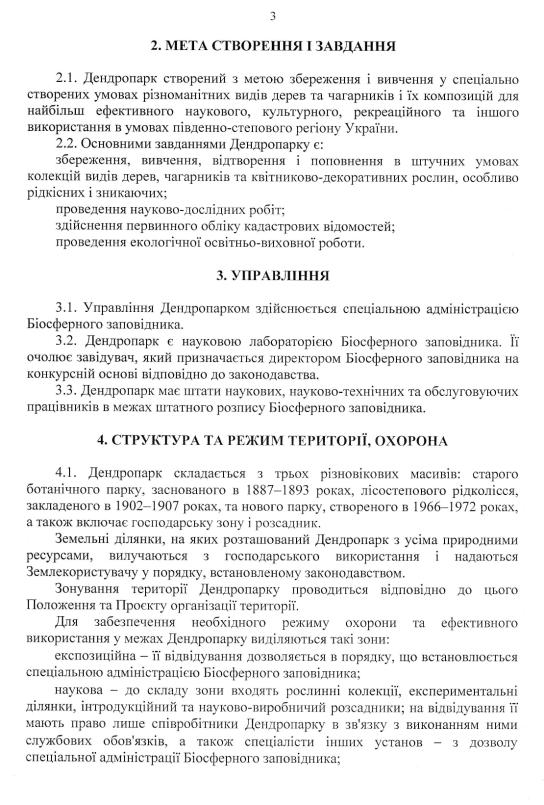 3
2. МЕТА СТВОРЕННЯ І ЗАВДАННЯ
2.1. Дендропарк створений з метою збереження і вивчення у спеціально
створених умовах різноманітних видів дерев та чагарників і їх композицій для
найбільш ефективного наукового, культурного, рекреаційного та іншого
використання в умовах південно-степового регіону України.
2.2. Основними завданнями Дендропарку є:
збереження, вивчення, відтворення і поповнення в штучних умовах
колекцій видів дерев, чагарників та квітниково-декоративних рослин, особливо
рідкісних і зникаючих;
проведення науково-дослідних робіт;
здійснення первинного обліку кадастрових відомостей;
проведення екологічної освітньо-виховної роботи.
3. УПРАВЛІННЯ
3.1. Управління Дендропарком здійснюється спеціальною адміністрацією
Біосферного заповідника.
3.2. Дендропарк є науковою лабораторією Біосферного заповідника. Її
очолює завідувач, який призначається директором Біосферного заповідника на
конкурсній основі відповідно до законодавства.
3.3. Дендропарк має штати наукових, науково-технічних та обслуговуючих
працівників в межах штатного розпису Біосферного заповідника.
4. СТРУКТУРА ТА РЕЖИМ ТЕРИТОРІЇ, ОХОРОНА
4.1. Дендропарк складається з трьох різновікових масивів: старого
ботанічного парку, заснованого в 1887–1893 роках, лісостепового рідколісся,
закладеного в 1902–1907 роках, та нового парку, створеного в 1966–1972 роках,
а також включає господарську зону і розсадник.
Земельні ділянки, на яких розташований Дендропарк з усіма природними
ресурсами, вилучаються з господарського використання і надаються
Землекористувачу у порядку, встановленому законодавством.
Зонування території Дендропарку проводиться відповідно до цього
Положення та Проєкту організації території.
Для забезпечення необхідного режиму охорони та ефективного
використання у межах Дендропарку виділяються такі зони:
експозиційна – її відвідування дозволяється в порядку, що встановлюється
спеціальною адміністрацією Біосферного заповідника;
наукова – до складу зони входять рослинні колекції, експериментальні
ділянки, інтродукційний та науково-виробничий розсадники; на відвідування її
мають право лише співробітники Дендропарку в зв'язку з виконанням ними
службових обов'язків, а також спеціалісти інших установ – з дозволу
спеціальної адміністрації Біосферного заповідника;